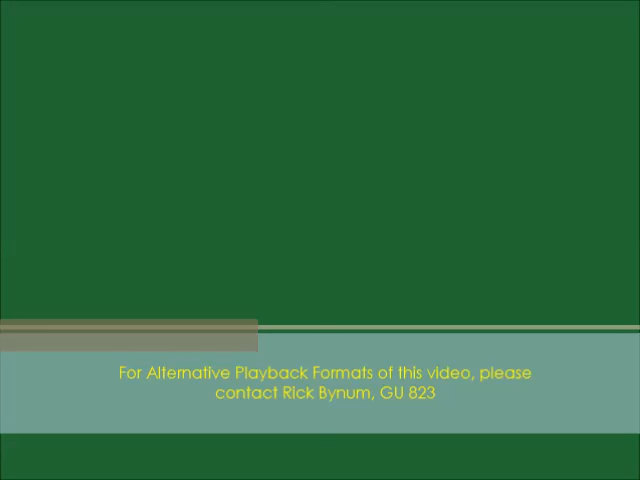 For Alternative Playback Formats of this video, please
contact Rick Bynum, GU 823